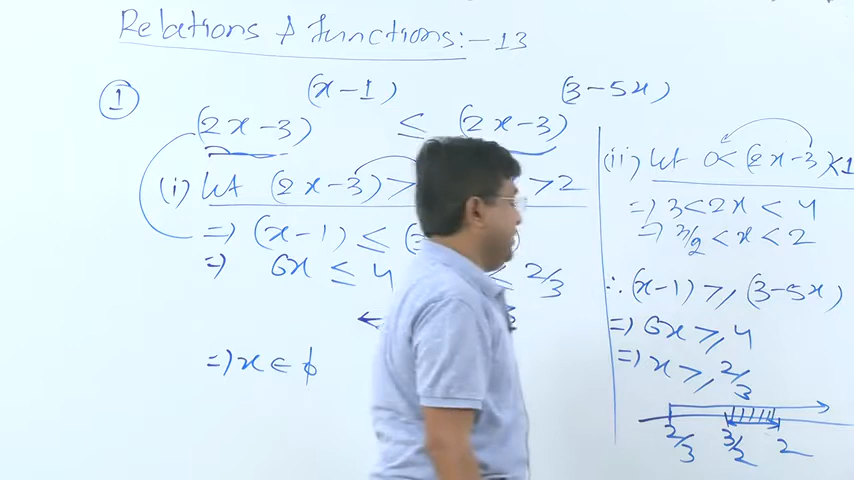 Relations & functions:-13
① (2x-3)^(x-1) ≤ (2x-3)^(3-5x)
(i) Let (2x-3)> >2
=) (x-1) ≤ (3
=) 6x ≤ 4 ≤ 2/3
=) x ∈ ϕ
(ii) Let 0< (2x-3)<1
=) 3<2x < 4
=) 3/2 < x < 2
∴ (x-1) >, (3-5x)
=) 6x >, 4
=) x >, 2/3
2/3 3/2 2